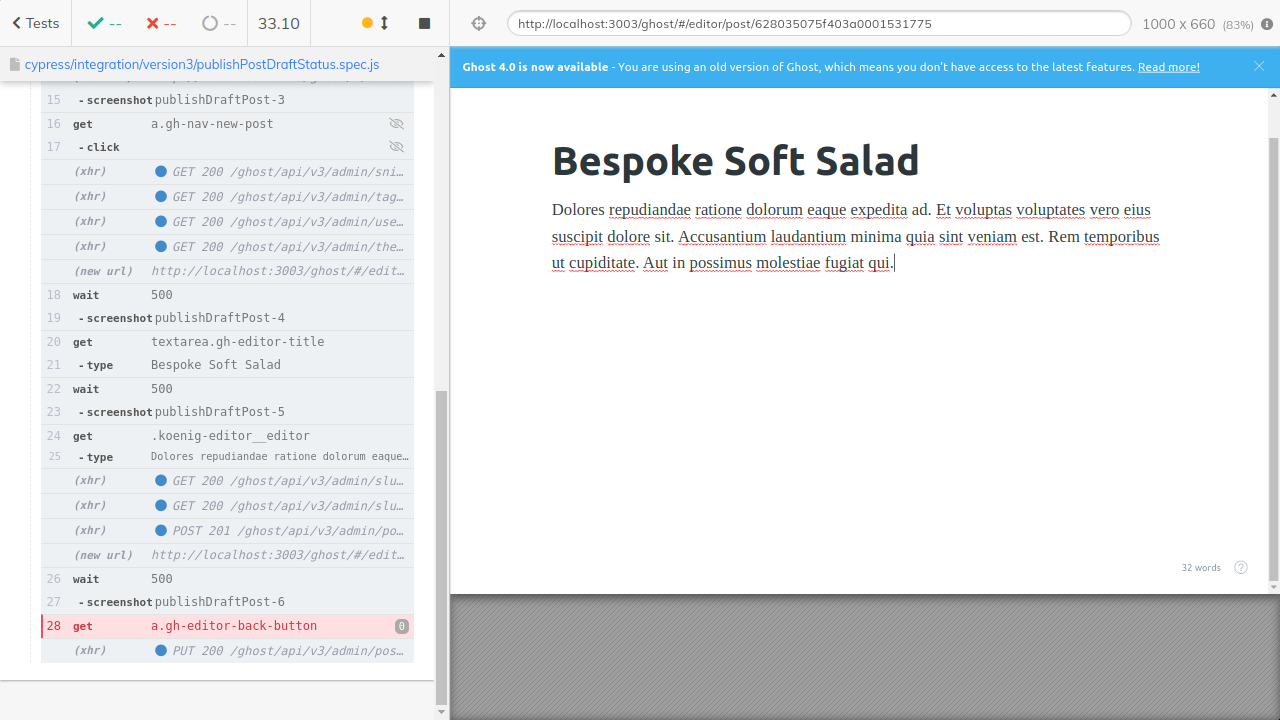 Tests
--
--
--
33.10
http://localhost:3003/ghost/#/editor/post/628035075f403a0001531775
1000 x 660 (83%)
cypress/integration/version3/publishPostDraftStatus.spec.js
15 -screenshot publishDraftPost-3
16 get a.gh-nav-new-post
17 -click
(xhr) GET 200 /ghost/api/v3/admin/sni...
(xhr) GET 200 /ghost/api/v3/admin/tag...
(xhr) GET 200 /ghost/api/v3/admin/use...
(xhr) GET 200 /ghost/api/v3/admin/the...
(new url) http://localhost:3003/ghost/#/edit...
18 wait 500
19 -screenshot publishDraftPost-4
20 get textarea.gh-editor-title
21 -type Bespoke Soft Salad
22 wait 500
23 -screenshot publishDraftPost-5
24 get .koenig-editor__editor
25 -type Dolores repudiandae ratione dolorum eaque...
(xhr) GET 200 /ghost/api/v3/admin/slu...
(xhr) GET 200 /ghost/api/v3/admin/slu...
(xhr) POST 201 /ghost/api/v3/admin/po...
(new url) http://localhost:3003/ghost/#/edit...
26 wait 500
27 -screenshot publishDraftPost-6
28 get a.gh-editor-back-button 0
(xhr) PUT 200 /ghost/api/v3/admin/pos...
Ghost 4.0 is now available - You are using an old version of Ghost, which means you don't have access to the latest features. Read more!
Bespoke Soft Salad
Dolores repudiandae ratione dolorum eaque expedita ad. Et voluptas voluptates vero eius
suscipit dolore sit. Accusantium laudantium minima quia sint veniam est. Rem temporibus
ut cupiditate. Aut in possimus molestiae fugiat qui.
32 words